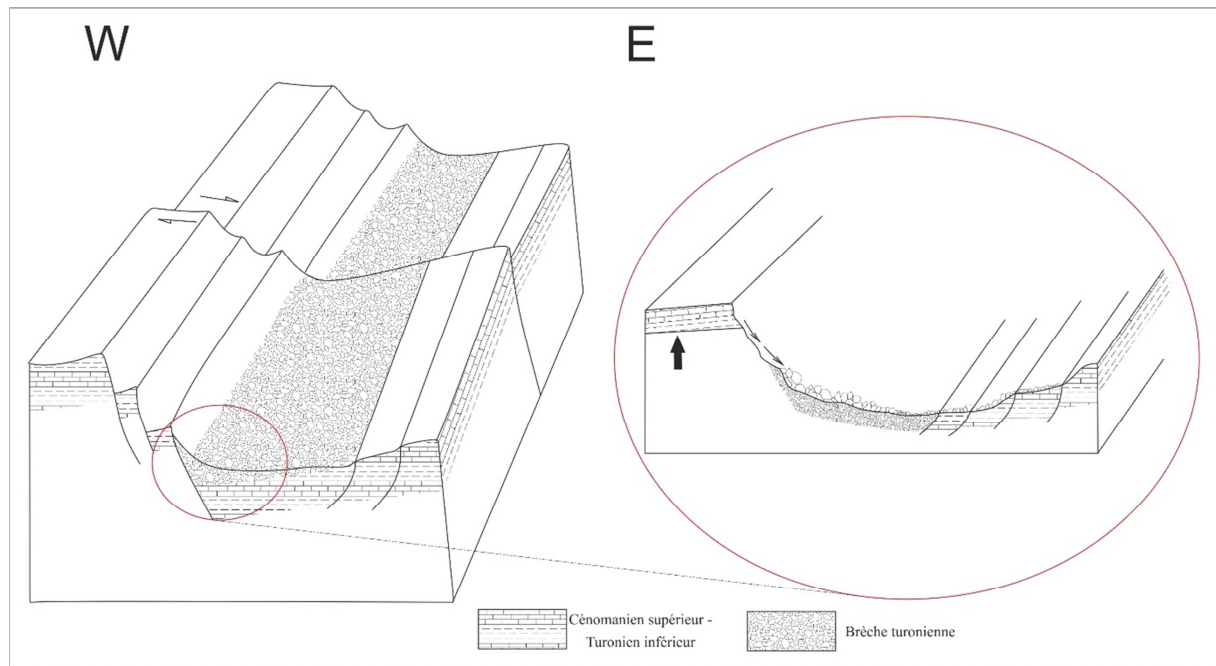 W
E
Cénomanien supérieur -
Turonien inférieur
Brèche turonienne